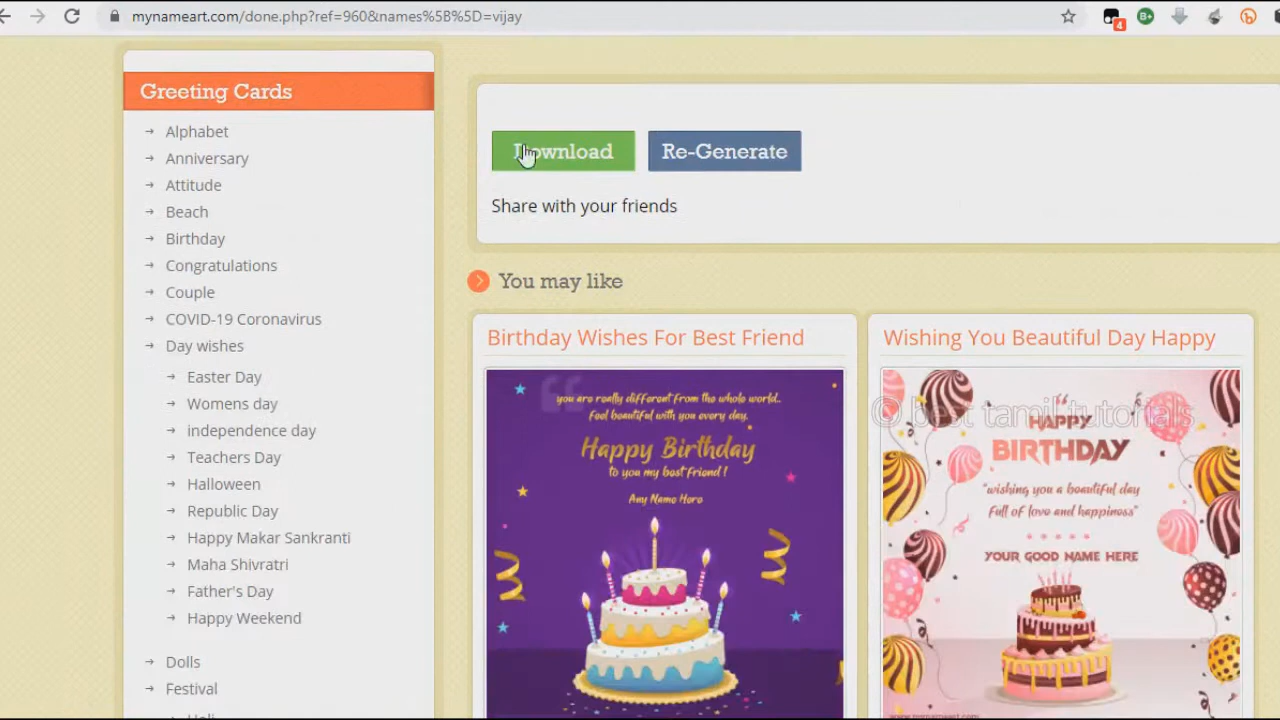 mynameart.com/done.php?ref=960&names%5B%5D=vijay
4
B+
Greeting Cards
Alphabet
Anniversary
Attitude
Beach
Birthday
Congratulations
Couple
COVID-19 Coronavirus
Day wishes
Easter Day
Womens day
independence day
Teachers Day
Halloween
Republic Day
Happy Makar Sankranti
Maha Shivratri
Father's Day
Happy Weekend
Dolls
Festival
Holi
Download Re-Generate
Share with your friends
You may like
Birthday Wishes For Best Friend
you are really different from the whole world..
Feel beautiful with you every day.
Happy Birthday
to you my best friend !
Any Name Here
Wishing You Beautiful Day Happy
© best tamil tutorials
HAPPY
BIRTHDAY
"wishing you a beautiful day
Full of love and happiness"
YOUR GOOD NAME HERE
www.mynameart.com